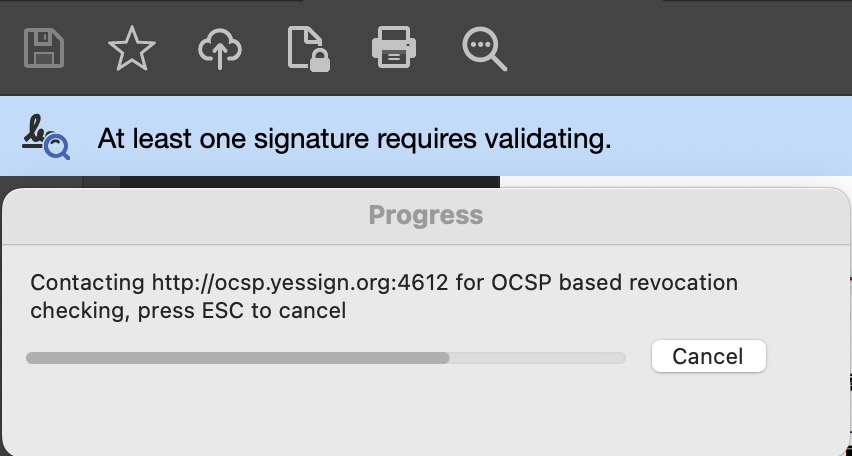 At least one signature requires validating.
Progress
Contacting http://ocsp.yessign.org:4612 for OCSP based revocation
checking, press ESC to cancel
Cancel